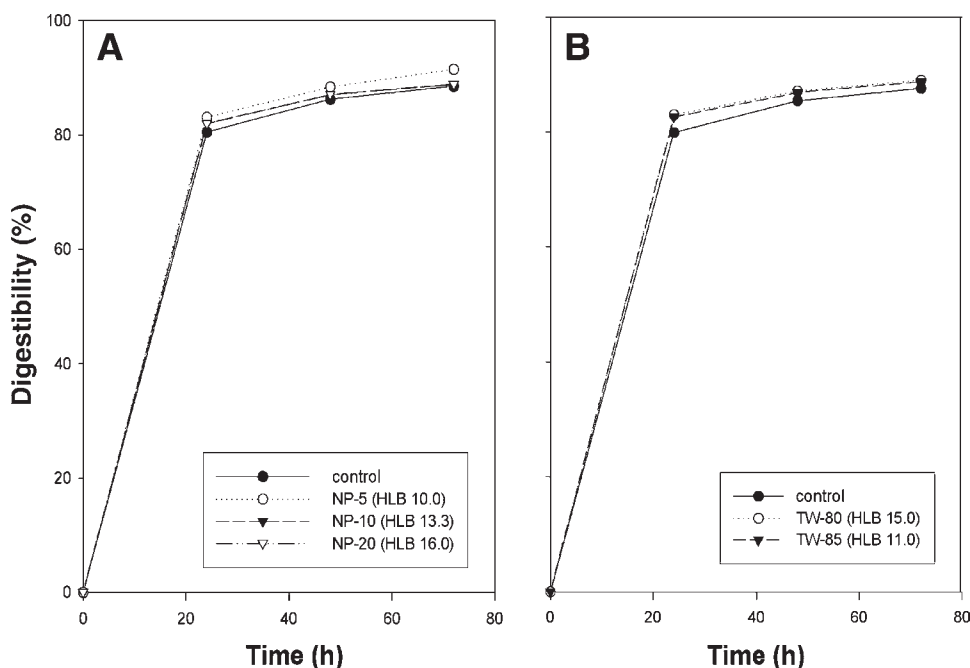 A
B
Digestibility (%)
100
80
60
40
20
0
control
NP-5 (HLB 10.0)
NP-10 (HLB 13.3)
NP-20 (HLB 16.0)
0 20 40 60 80
Time (h)
control
TW-80 (HLB 15.0)
TW-85 (HLB 11.0)
0 20 40 60 80
Time (h)